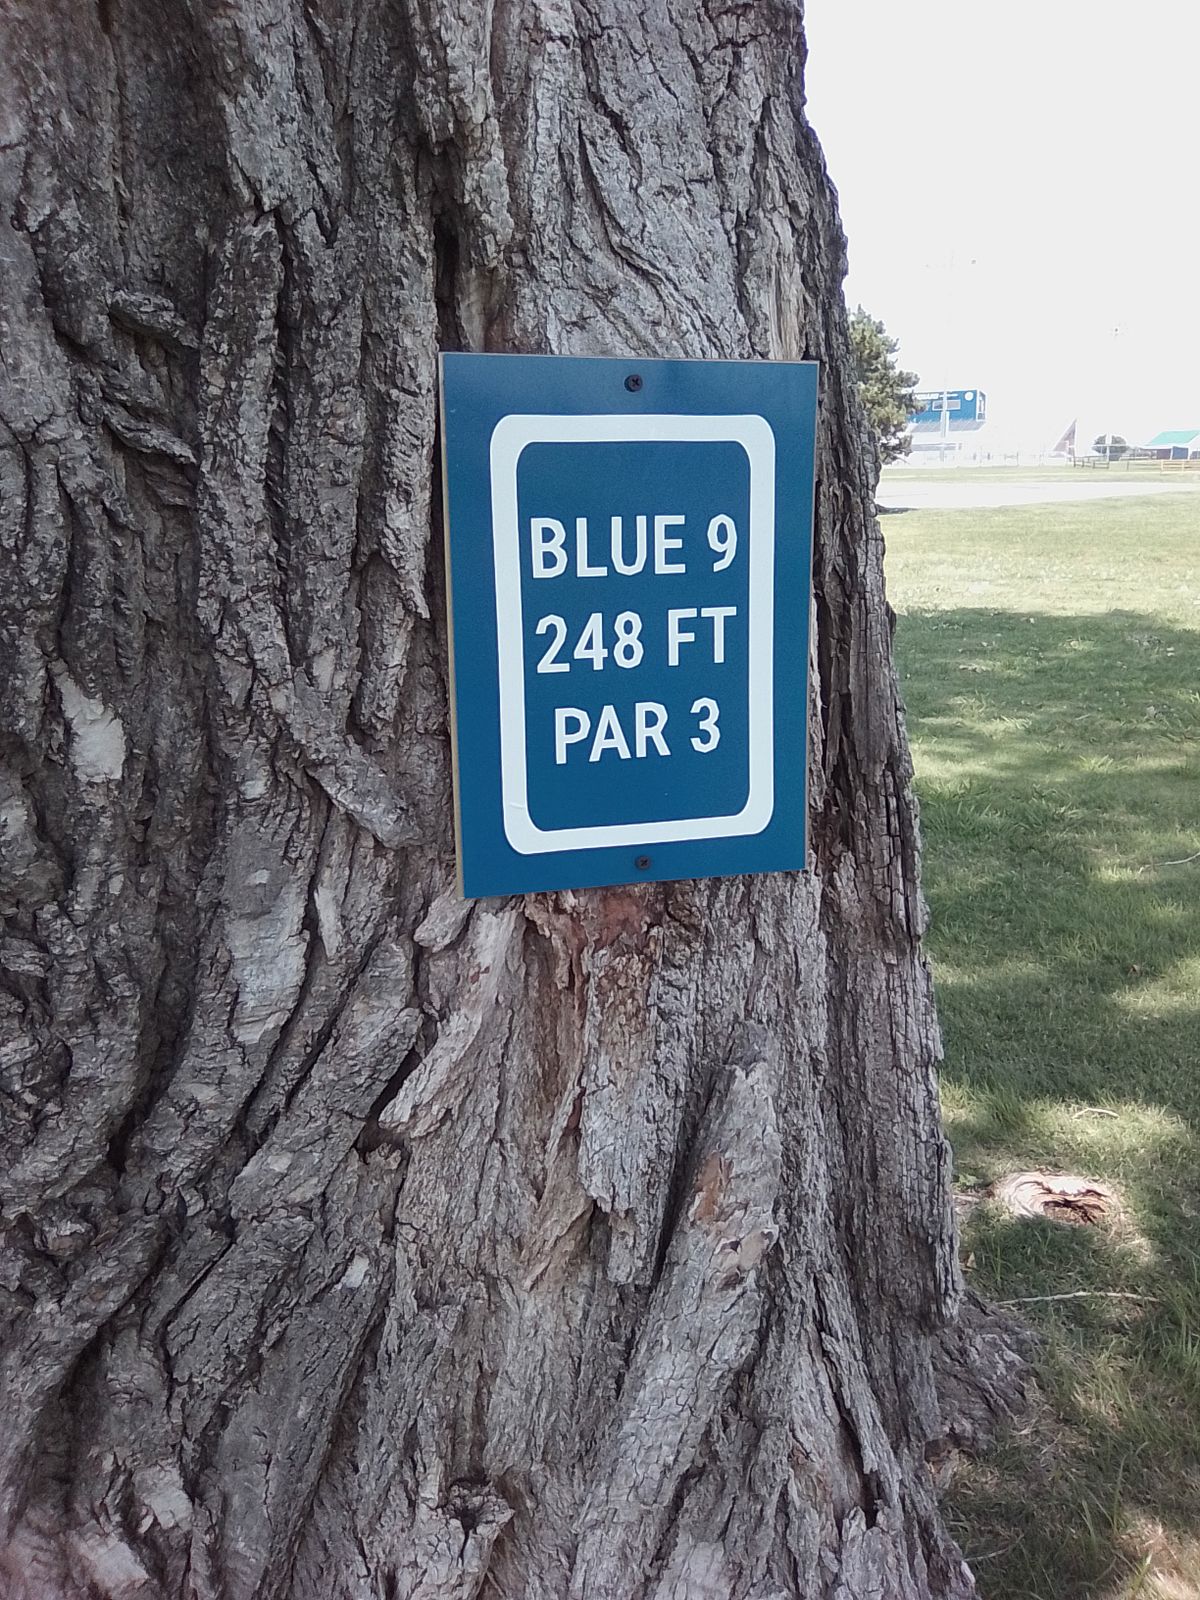 BLUE 9
248 FT
PAR 3